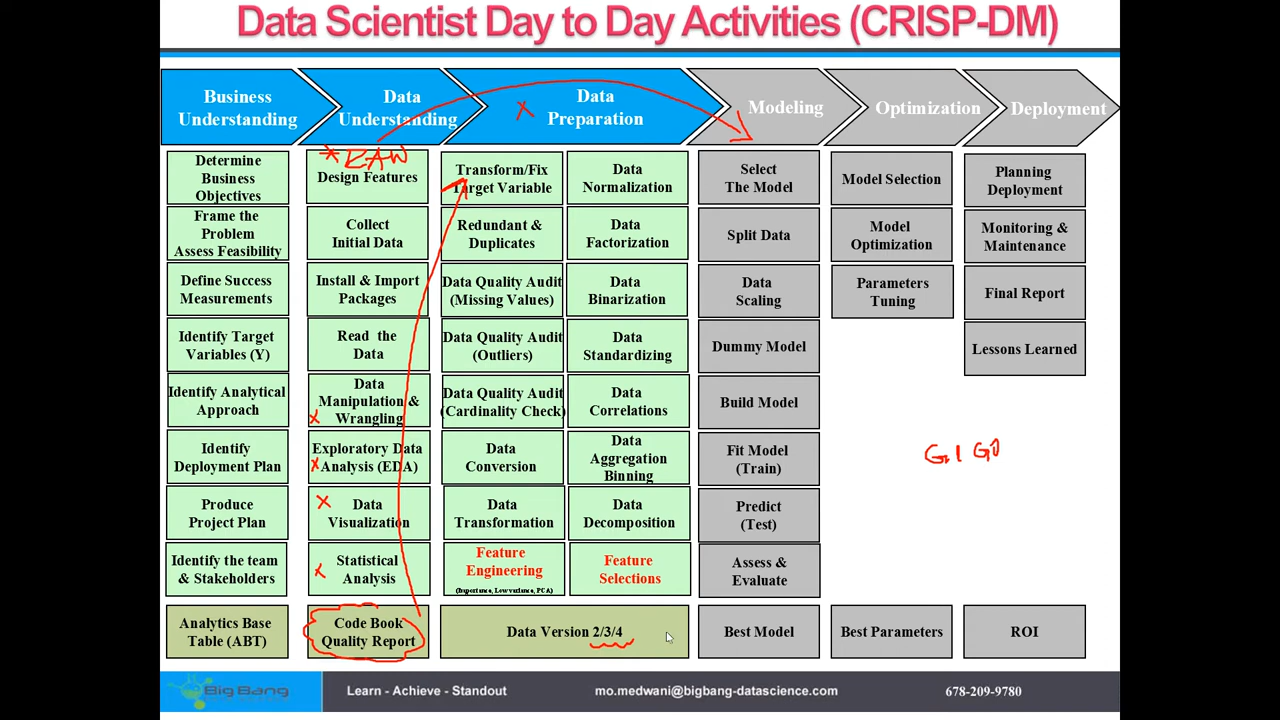 Data Scientist Day to Day Activities (CRISP-DM)
Business
Understanding
Data
Understanding
Data
Preparation
Modeling
Optimization
Deployment
Determine
Business
Objectives
Frame the
Problem
Assess Feasibility
Define Success
Measurements
Identify Target
Variables (Y)
Identify Analytical
Approach
Identify
Deployment Plan
Produce
Project Plan
Identify the team
& Stakeholders
Analytics Base
Table (ABT)
Design Features
Collect
Initial Data
Install & Import
Packages
Read the
Data
Data
Manipulation &
Wrangling
Exploratory Data
Analysis (EDA)
Data
Visualization
Statistical
Analysis
Code Book
Quality Report
Transform/Fix
Target Variable
Redundant &
Duplicates
Data Quality Audit
(Missing Values)
Data Quality Audit
(Outliers)
Data Quality Audit
(Cardinality Check)
Data
Conversion
Data
Transformation
Feature
Engineering
(Importance, Low variance, PCA)
Data
Normalization
Data
Factorization
Data
Binarization
Data
Standardizing
Data
Correlations
Data
Aggregation
Binning
Data
Decomposition
Feature
Selections
Data Version 2/3/4
Select
The Model
Split Data
Data
Scaling
Dummy Model
Build Model
Fit Model
(Train)
Predict
(Test)
Assess &
Evaluate
Best Model
Model Selection
Model
Optimization
Parameters
Tuning
Best Parameters
Planning
Deployment
Monitoring &
Maintenance
Final Report
Lessons Learned
GIGO
ROI
Big Bang
Learn - Achieve - Standout
mo.medwani@bigbang-datascience.com
678-209-9780